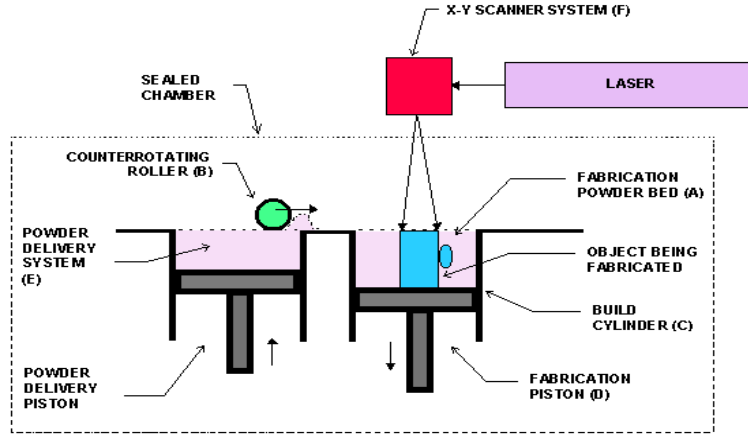 X-Y SCANNER SYSTEM (F)
LASER
SEALED
CHAMBER
COUNTERROTATING
ROLLER (B)
FABRICATION
POWDER BED (A)
POWDER
DELIVERY
SYSTEM
(E)
OBJECT BEING
FABRICATED
BUILD
CYLINDER (C)
POWDER
DELIVERY
PISTON
FABRICATION
PISTON (D)